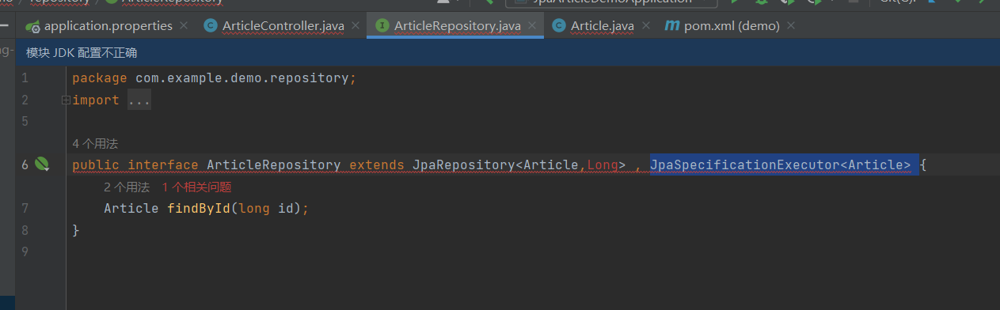 repository
ArticleRepository
JpaArticleDemoApplication
application.properties
ArticleController.java
ArticleRepository.java
Article.java
pom.xml (demo)
模块 JDK 配置不正确
1 package com.example.demo.repository;
2 import ...
5
4 个用法
6 public interface ArticleRepository extends JpaRepository<Article,Long> , JpaSpecificationExecutor<Article> {
2 个用法 1 个相关问题
7 Article findById(long id);
8 }
9